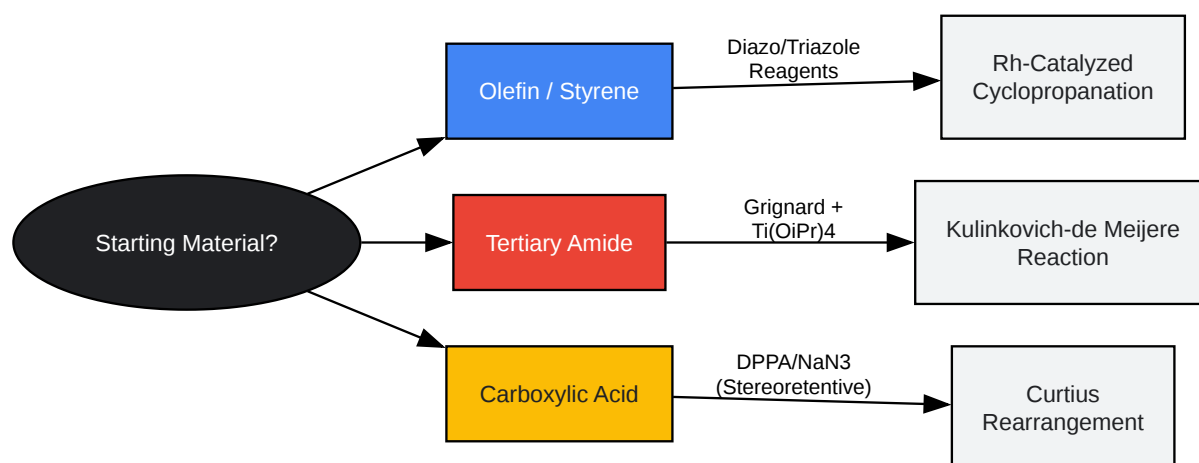 Starting Material?
Olefin / Styrene
Diazo/Triazole
Reagents
Rh-Catalyzed
Cyclopropanation
Tertiary Amide
Grignard +
Ti(OiPr)4
Kulinkovich-de Meijere
Reaction
Carboxylic Acid
DPPA/NaN3
(Stereoretentive)
Curtius
Rearrangement